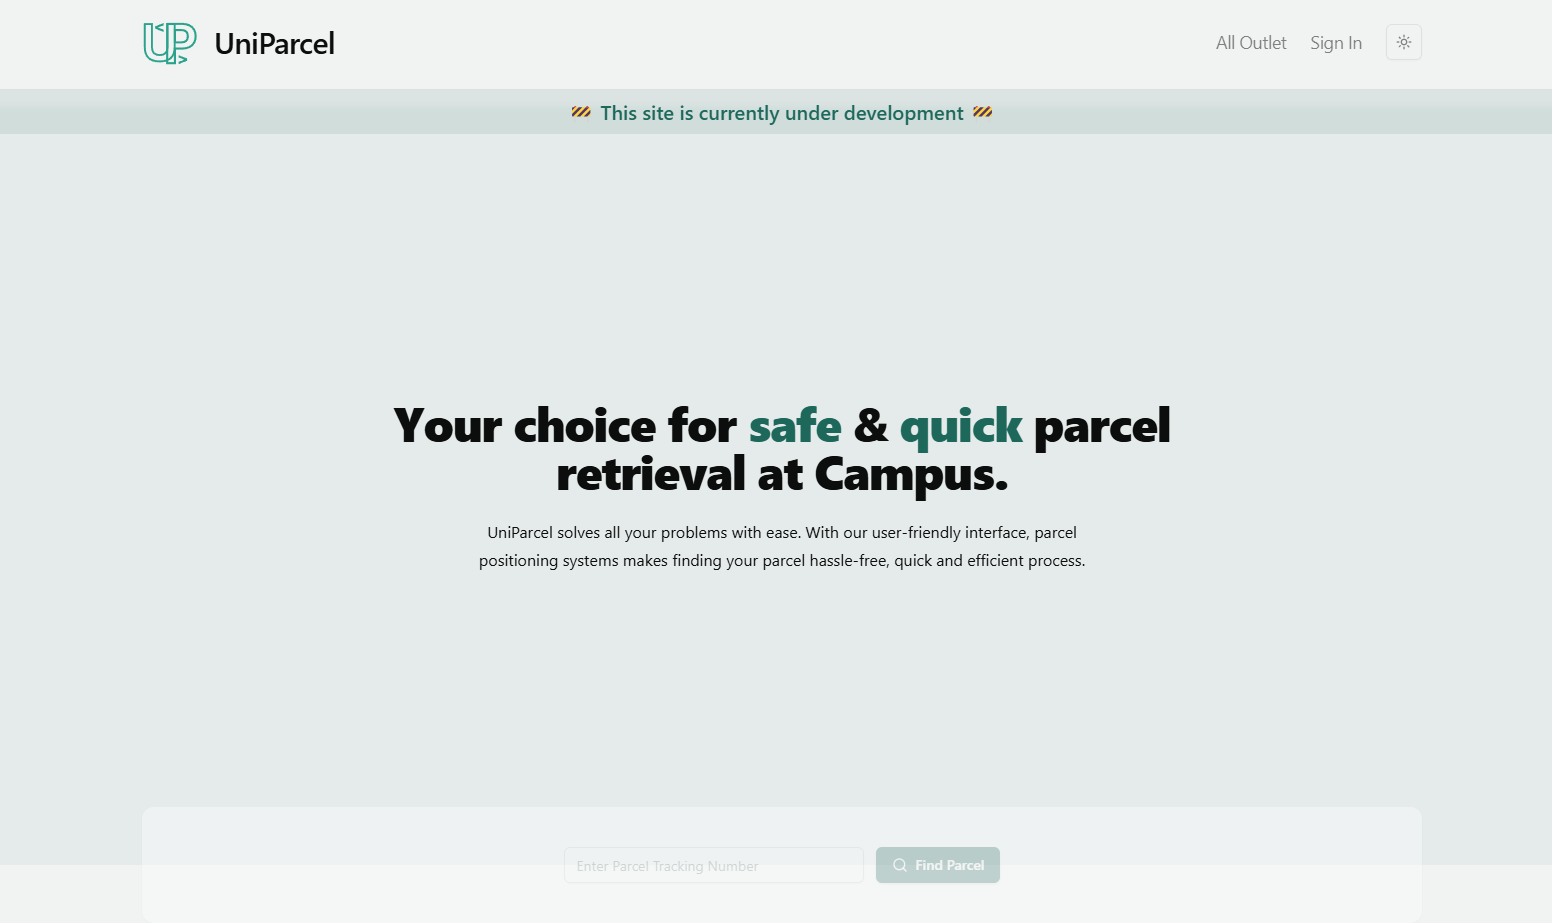 UP UniParcel
All Outlet Sign In
🚧 This site is currently under development 🚧
Your choice for safe & quick parcel
retrieval at Campus.
UniParcel solves all your problems with ease. With our user-friendly interface, parcel
positioning systems makes finding your parcel hassle-free, quick and efficient process.
Enter Parcel Tracking Number Find Parcel